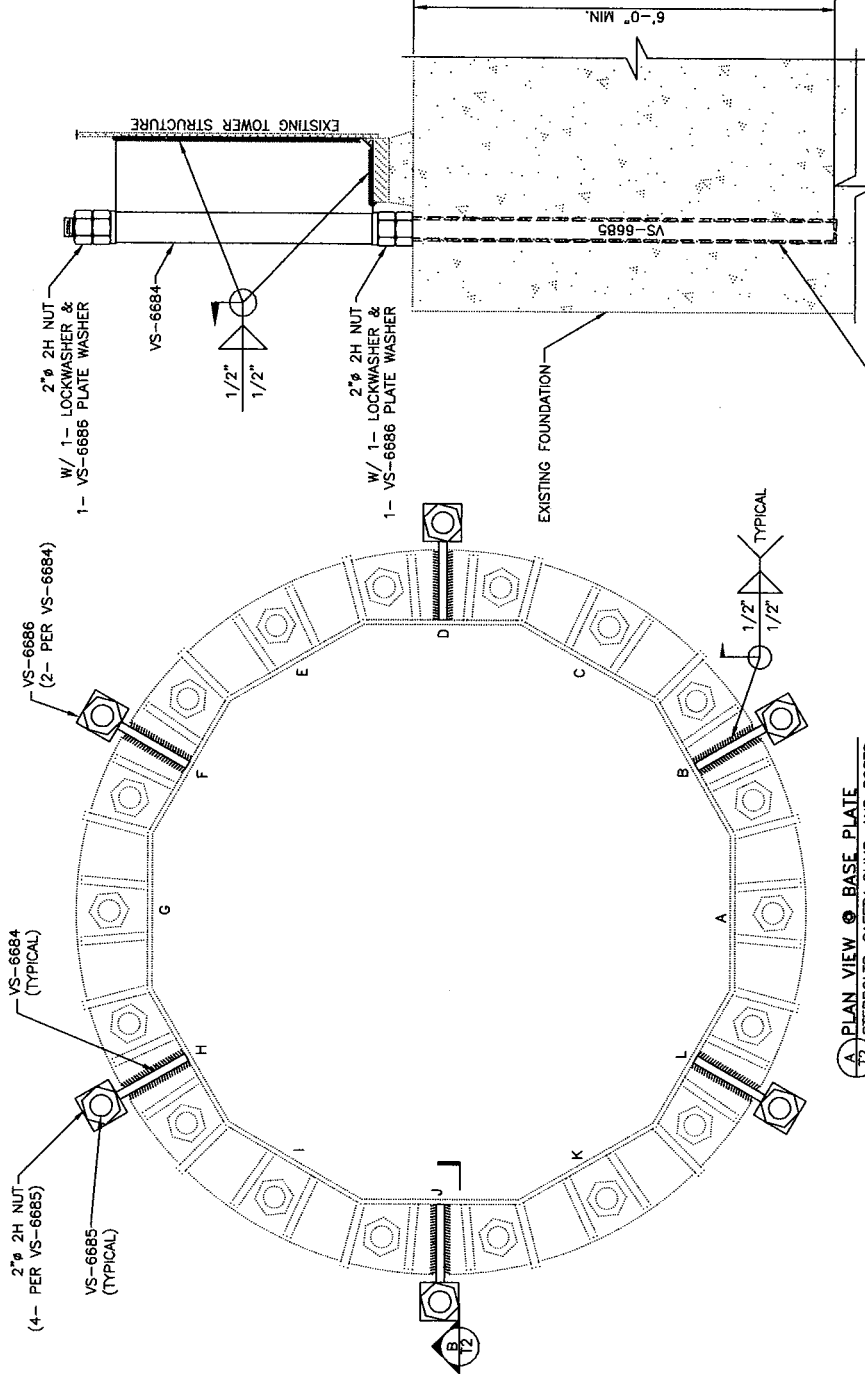 2"ø 2H NUT
(4- PER VS-6685)
VS-6685
(TYPICAL)
VS-6684
(TYPICAL)
VS-6686
(2- PER VS-6684)
A
B
C
D
E
F
G
H
I
J
K
L
B
T2
1/2"
1/2"
TYPICAL
A
T2
PLAN VIEW @ BASE PLATE
2"ø 2H NUT
W/ 1- LOCKWASHER &
1- VS-6686 PLATE WASHER
VS-6684
1/2"
1/2"
2"ø 2H NUT
W/ 1- LOCKWASHER &
1- VS-6686 PLATE WASHER
EXISTING TOWER STRUCTURE
EXISTING FOUNDATION
VS-6685
6'-0" MIN.